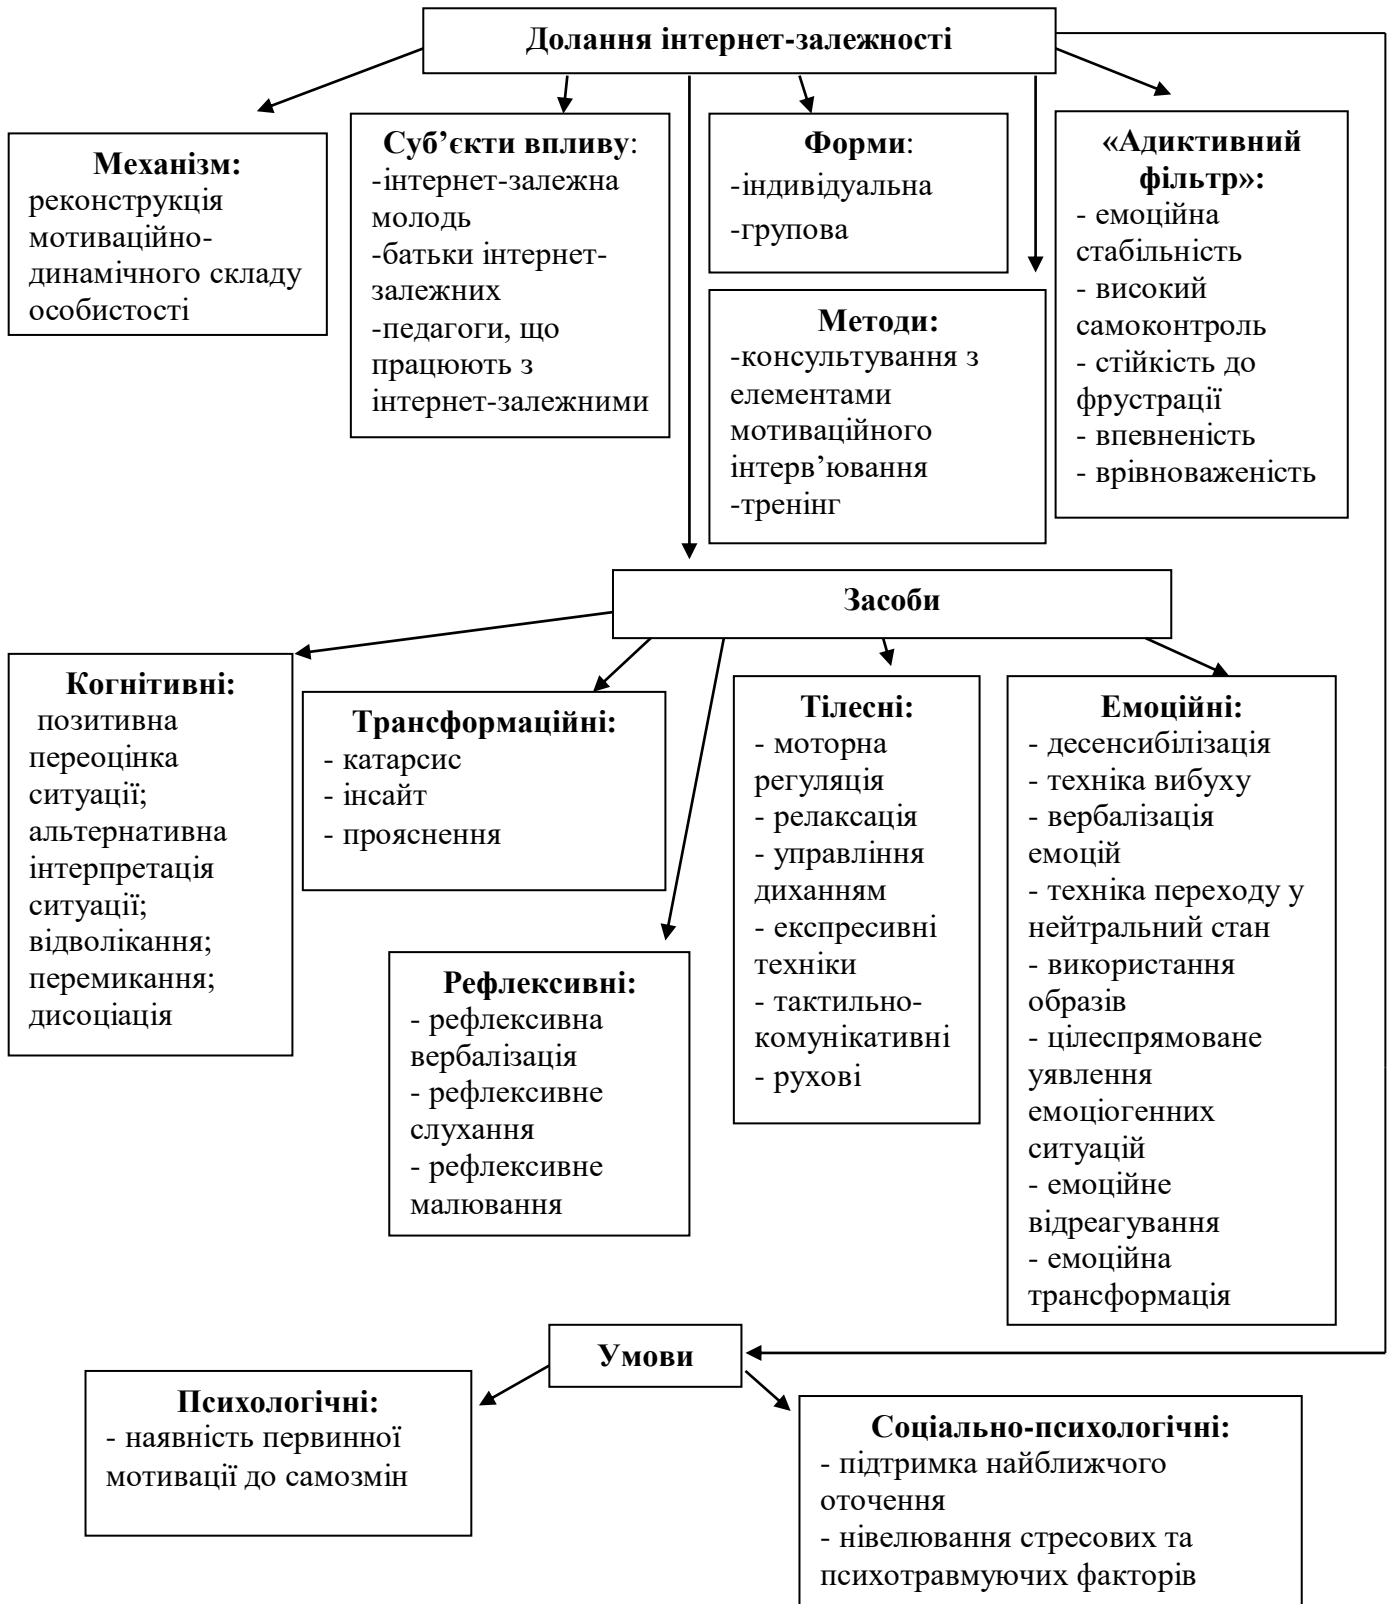 Долання інтернет-залежності
Механізм:
реконструкція
мотиваційно-
динамічного складу
особистості
Суб’єкти впливу:
-інтернет-залежна
молодь
-батьки інтернет-
залежних
-педагоги, що
працюють з
інтернет-залежними
Форми:
-індивідуальна
-групова
Методи:
-консультування з
елементами
мотиваційного
інтерв’ювання
-тренінг
«Адиктивний
фільтр»:
- емоційна
стабільність
- високий
самоконтроль
- стійкість до
фрустрації
- впевненість
- врівноваженість
Засоби
Когнітивні:
позитивна
переоцінка
ситуації;
альтернативна
інтерпретація
ситуації;
відволікання;
перемикання;
дисоціація
Трансформаційні:
- катарсис
- інсайт
- прояснення
Рефлексивні:
- рефлексивна
вербалізація
- рефлексивне
слухання
- рефлексивне
малювання
Тілесні:
- моторна
регуляція
- релаксація
- управління
диханням
- експресивні
техніки
- тактильно-
комунікативні
- рухові
Емоційні:
- десенсибілізація
- техніка вибуху
- вербалізація
емоцій
- техніка переходу у
нейтральний стан
- використання
образів
- цілеспрямоване
уявлення
емоціогенних
ситуацій
- емоційне
відреагування
- емоційна
трансформація
Умови
Психологічні:
- наявність первинної
мотивації до самозмін
Соціально-психологічні:
- підтримка найближчого
оточення
- нівелювання стресових та
психотравмуючих факторів